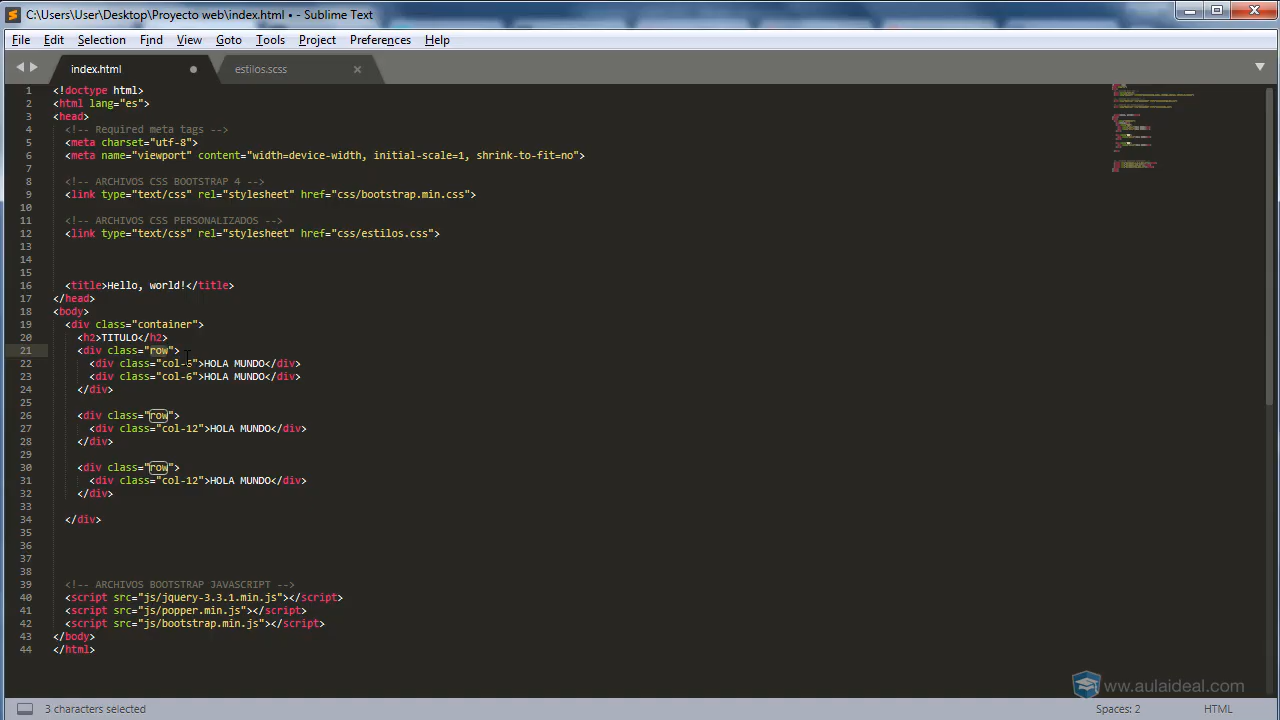 C:\Users\User\Desktop\Proyecto web\index.html • - Sublime Text
File Edit Selection Find View Goto Tools Project Preferences Help
index.html estilos.scss
1 <!doctype html>
2 <html lang="es">
3 <head>
4 <!-- Required meta tags -->
5 <meta charset="utf-8">
6 <meta name="viewport" content="width=device-width, initial-scale=1, shrink-to-fit=no">
7
8 <!-- ARCHIVOS CSS BOOTSTRAP 4 -->
9 <link type="text/css" rel="stylesheet" href="css/bootstrap.min.css">
10
11 <!-- ARCHIVOS CSS PERSONALIZADOS -->
12 <link type="text/css" rel="stylesheet" href="css/estilos.css">
13
14
15
16 <title>Hello, world!</title>
17 </head>
18 <body>
19 <div class="container">
20 <h2>TITULO</h2>
21 <div class="row">
22 <div class="col-5">HOLA MUNDO</div>
23 <div class="col-6">HOLA MUNDO</div>
24 </div>
25
26 <div class="row">
27 <div class="col-12">HOLA MUNDO</div>
28 </div>
29
30 <div class="row">
31 <div class="col-12">HOLA MUNDO</div>
32 </div>
33
34 </div>
35
36
37
38
39 <!-- ARCHIVOS BOOTSTRAP JAVASCRIPT -->
40 <script src="js/jquery-3.3.1.min.js"></script>
41 <script src="js/popper.min.js"></script>
42 <script src="js/bootstrap.min.js"></script>
43 </body>
44 </html>
ww.aulaideal.com
3 characters selected Spaces: 2 HTML